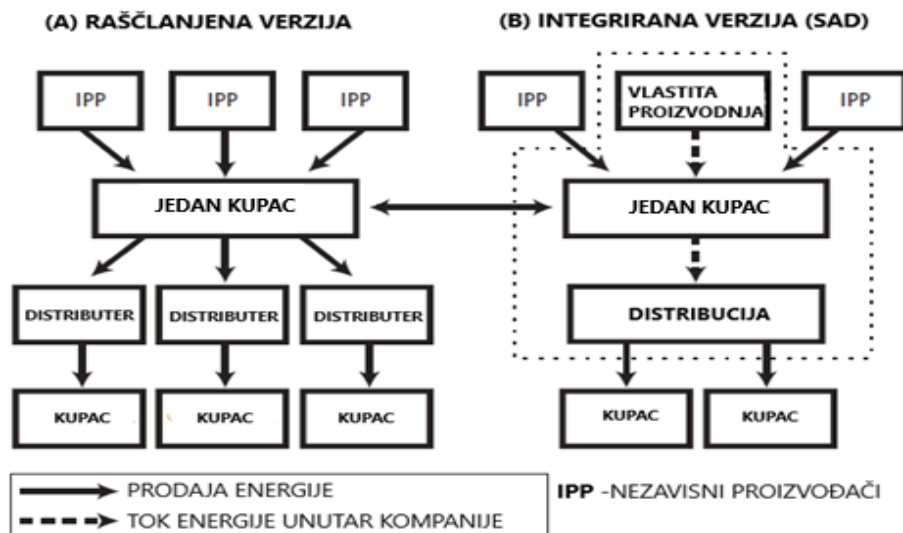 (A) RAŠČLANJENA VERZIJA
(B) INTEGRIRANA VERZIJA (SAD)
IPP
IPP
IPP
IPP
VLASTITA
PROIZVODNJA
IPP
JEDAN KUPAC
JEDAN KUPAC
DISTRIBUTER
DISTRIBUTER
DISTRIBUTER
DISTRIBUCIJA
KUPAC
KUPAC
KUPAC
KUPAC
KUPAC
PRODAJA ENERGIJE
IPP -NEZAVISNI PROIZVOĐAČI
TOK ENERGIJE UNUTAR KOMPANIJE